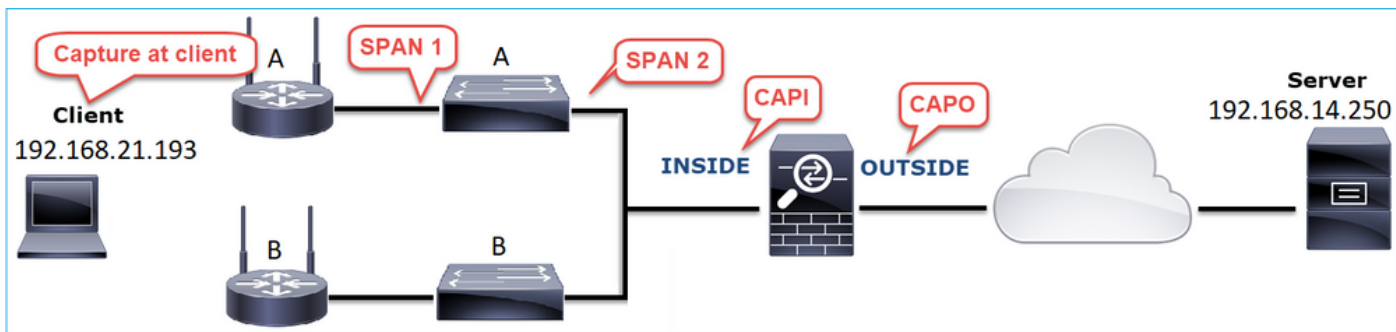 Capture at client
A
SPAN 1
A
SPAN 2
Client
192.168.21.193
CAPI
CAPO
INSIDE
OUTSIDE
Server
192.168.14.250
B
B